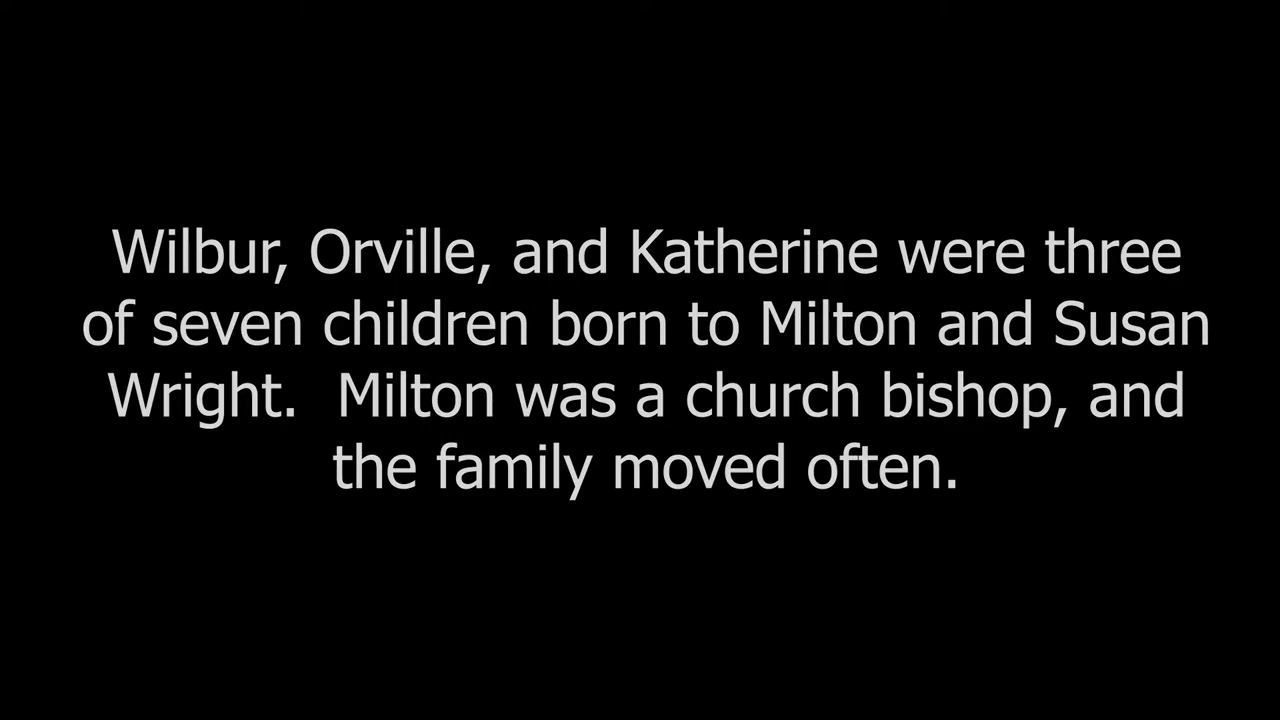 Wilbur, Orville, and Katherine were three
of seven children born to Milton and Susan
Wright.  Milton was a church bishop, and
the family moved often.